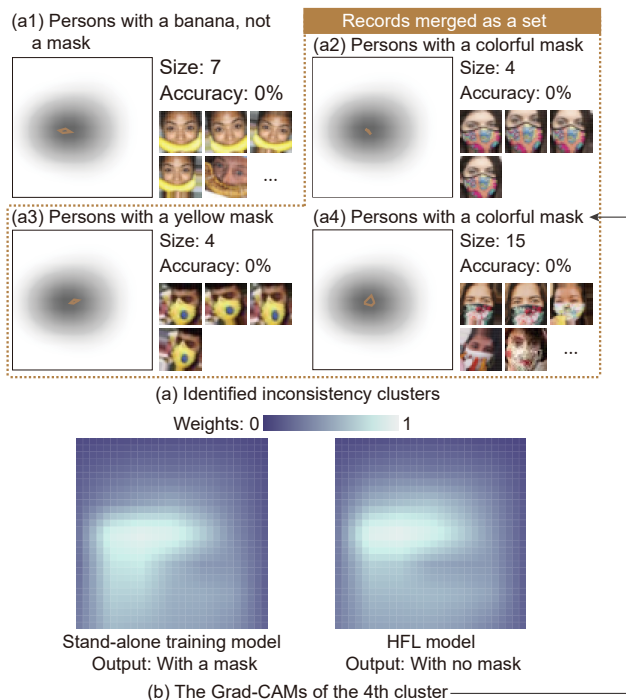 (a1) Persons with a banana, not
a mask
Size: 7
Accuracy: 0%
...
Records merged as a set
(a2) Persons with a colorful mask
Size: 4
Accuracy: 0%
(a3) Persons with a yellow mask
Size: 4
Accuracy: 0%
(a4) Persons with a colorful mask
Size: 15
Accuracy: 0%
...
(a) Identified inconsistency clusters
Weights: 0 1
Stand-alone training model
Output: With a mask
HFL model
Output: With no mask
(b) The Grad-CAMs of the 4th cluster